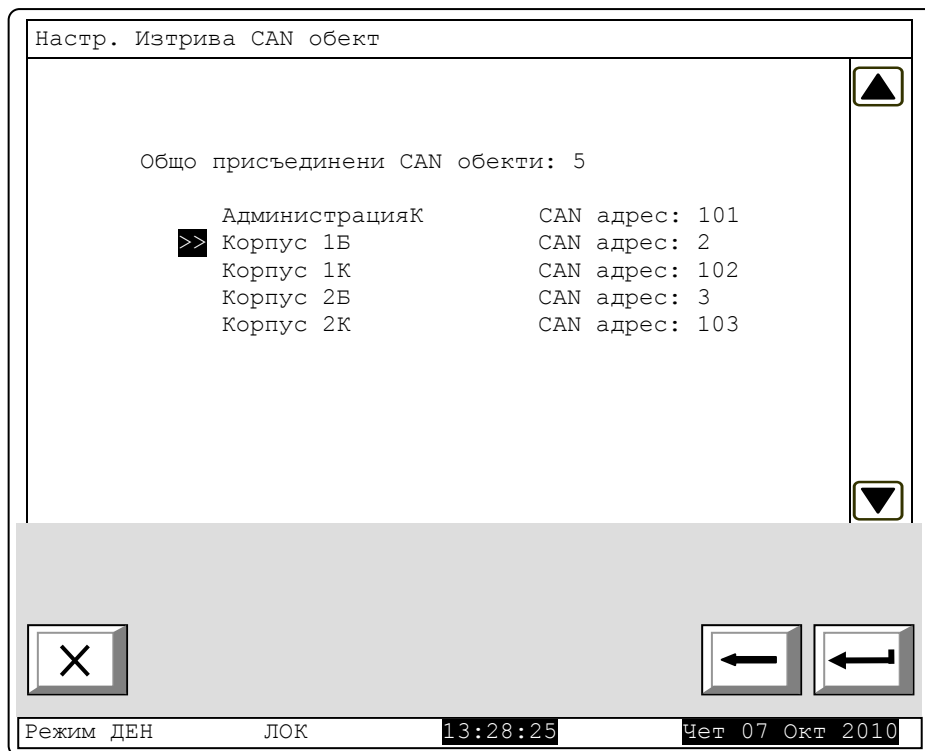 Настр. Изтрива CAN обект
Общо присъединени CAN обекти: 5
АдминистрацияК CAN адрес: 101
>> Корпус 1Б CAN адрес: 2
Корпус 1К CAN адрес: 102
Корпус 2Б CAN адрес: 3
Корпус 2К CAN адрес: 103
Режим ДЕН ЛОК 13:28:25 Чет 07 Окт 2010